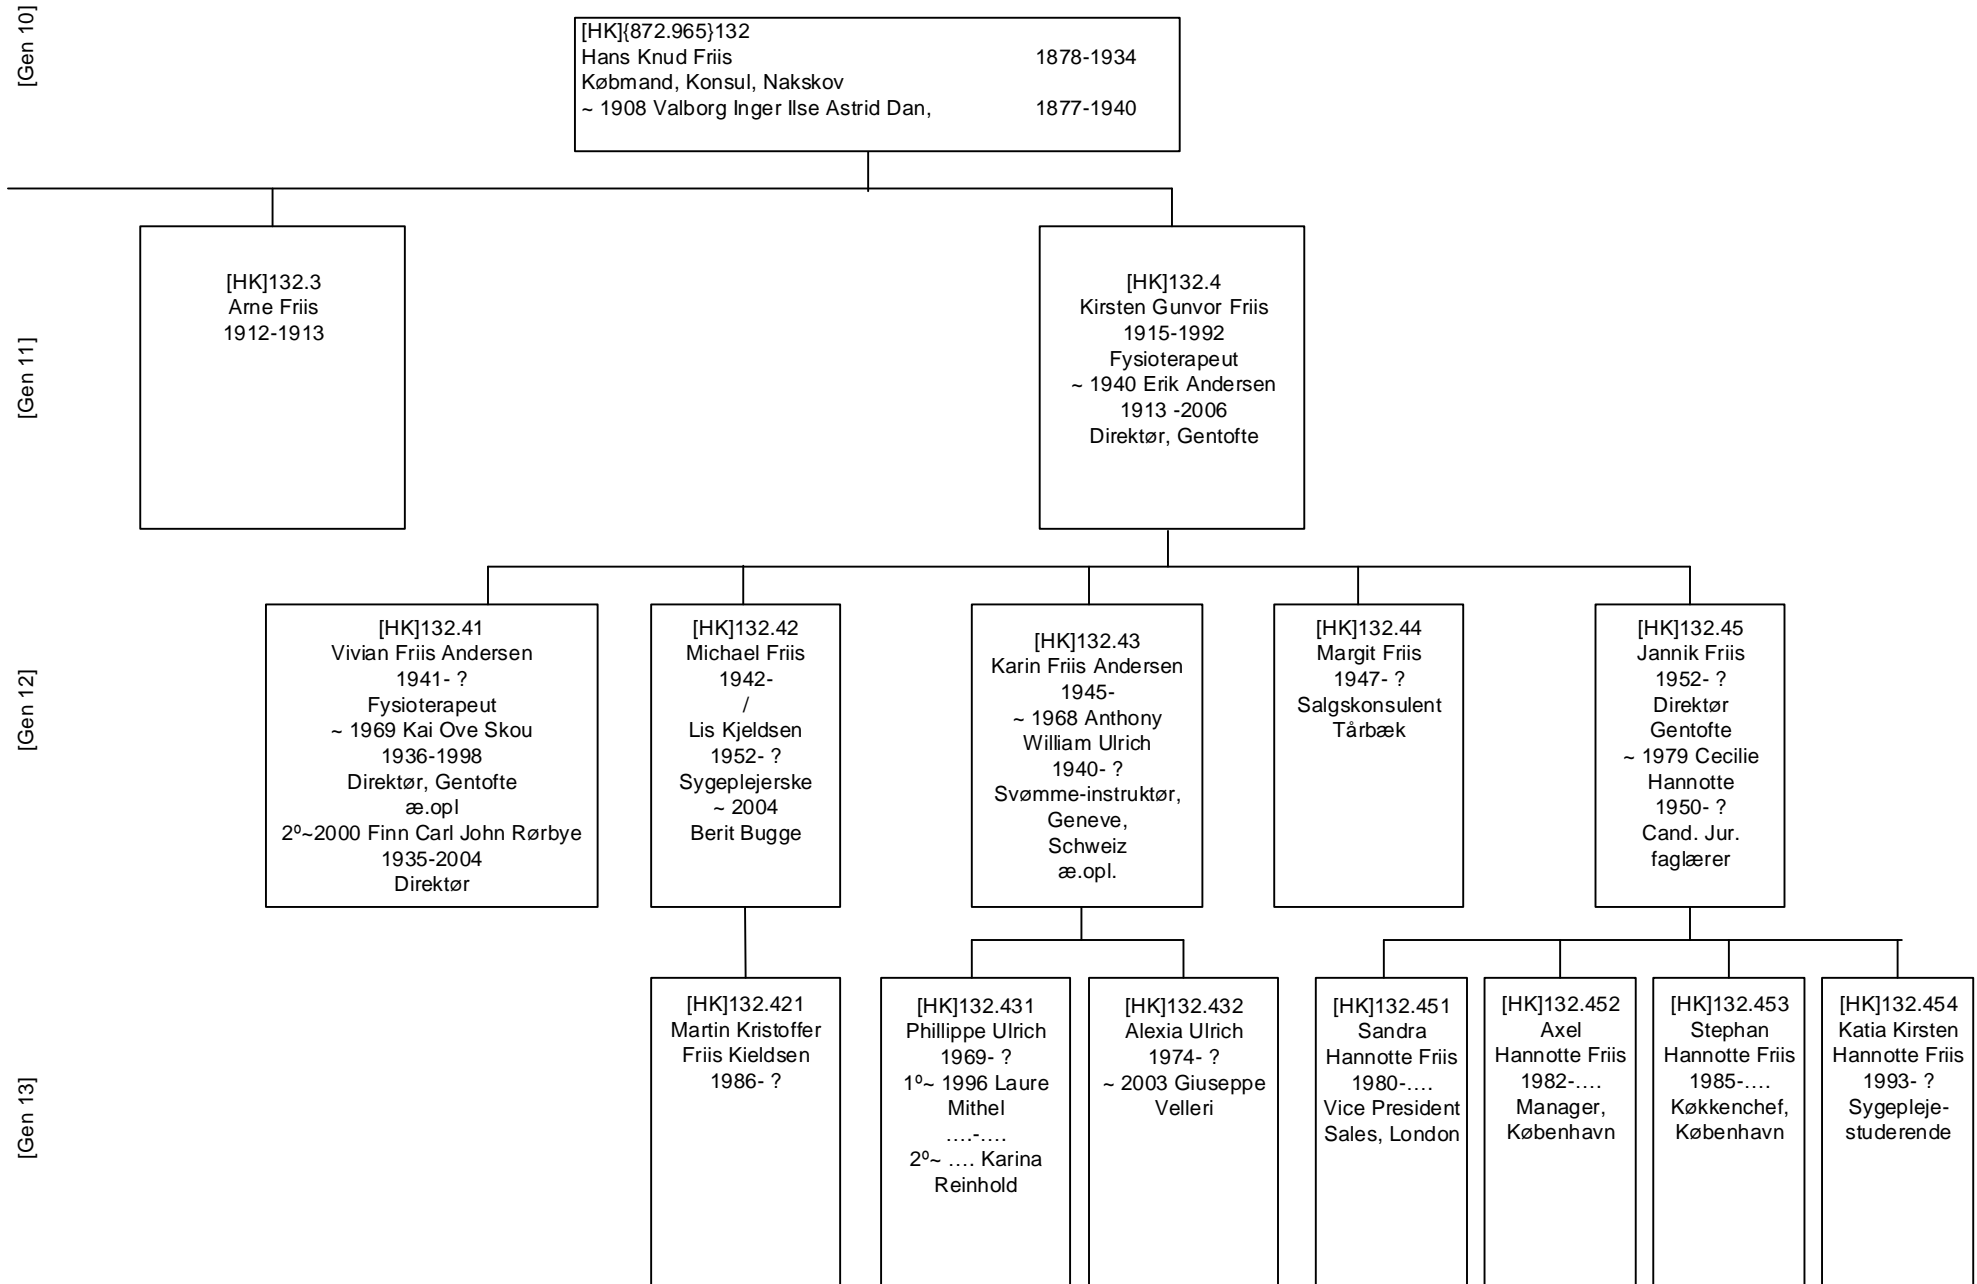 [Gen 10]
[HK]{872.965}132
Hans Knud Friis 1878-1934
Købmand, Konsul, Nakskov
~ 1908 Valborg Inger Ilse Astrid Dan, 1877-1940
[Gen 11]
[HK]132.3
Arne Friis
1912-1913
[HK]132.4
Kirsten Gunvor Friis
1915-1992
Fysioterapeut
~ 1940 Erik Andersen
1913 -2006
Direktør, Gentofte
[Gen 12]
[HK]132.41
Vivian Friis Andersen
1941- ?
Fysioterapeut
~ 1969 Kai Ove Skou
1936-1998
Direktør, Gentofte
æ.opl
2º~2000 Finn Carl John Rørbye
1935-2004
Direktør
[HK]132.42
Michael Friis
1942-
/
Lis Kjeldsen
1952- ?
Sygeplejerske
~ 2004
Berit Bugge
[HK]132.43
Karin Friis Andersen
1945-
~ 1968 Anthony
William Ulrich
1940- ?
Svømme-instruktør,
Geneve,
Schweiz
æ.opl.
[HK]132.44
Margit Friis
1947- ?
Salgskonsulent
Tårbæk
[HK]132.45
Jannik Friis
1952- ?
Direktør
Gentofte
~ 1979 Cecilie
Hannotte
1950- ?
Cand. Jur.
faglærer
[Gen 13]
[HK]132.421
Martin Kristoffer
Friis Kieldsen
1986- ?
[HK]132.431
Phillippe Ulrich
1969- ?
1º~ 1996 Laure
Mithel
....-....
2º~ .... Karina
Reinhold
[HK]132.432
Alexia Ulrich
1974- ?
~ 2003 Giuseppe
Velleri
[HK]132.451
Sandra
Hannotte Friis
1980-....
Vice President
Sales, London
[HK]132.452
Axel
Hannotte Friis
1982-....
Manager,
København
[HK]132.453
Stephan
Hannotte Friis
1985-....
Køkkenchef,
København
[HK]132.454
Katia Kirsten
Hannotte Friis
1993- ?
Sygepleje-
studerende